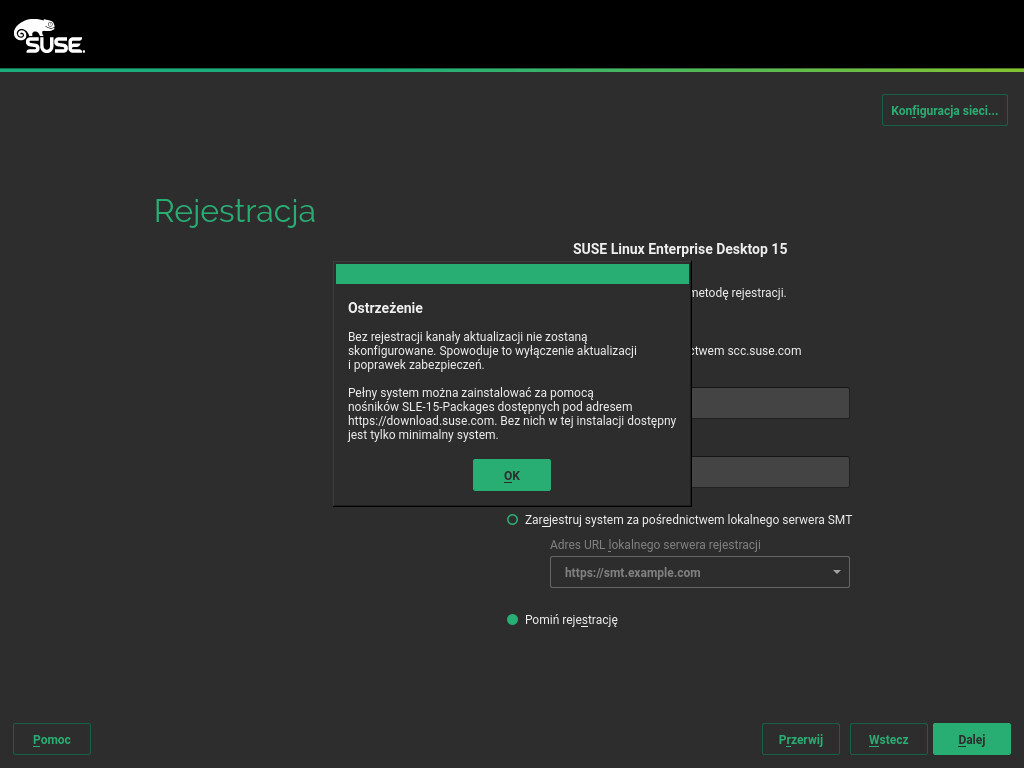 SUSE.
Konfiguracja sieci...
Rejestracja
SUSE Linux Enterprise Desktop 15
metodę rejestracji.
scc.suse.com
Ostrzeżenie
Bez rejestracji kanały aktualizacji nie zostaną
skonfigurowane. Spowoduje to wyłączenie aktualizacji
i poprawek zabezpieczeń.
Pełny system można zainstalować za pomocą
nośników SLE-15-Packages dostępnych pod adresem
https://download.suse.com. Bez nich w tej instalacji dostępny
jest tylko minimalny system.
OK
Zarejestruj system za pośrednictwem lokalnego serwera SMT
Adres URL lokalnego serwera rejestracji
https://smt.example.com
Pomiń rejestrację
Pomoc
Przerwij
Wstecz
Dalej